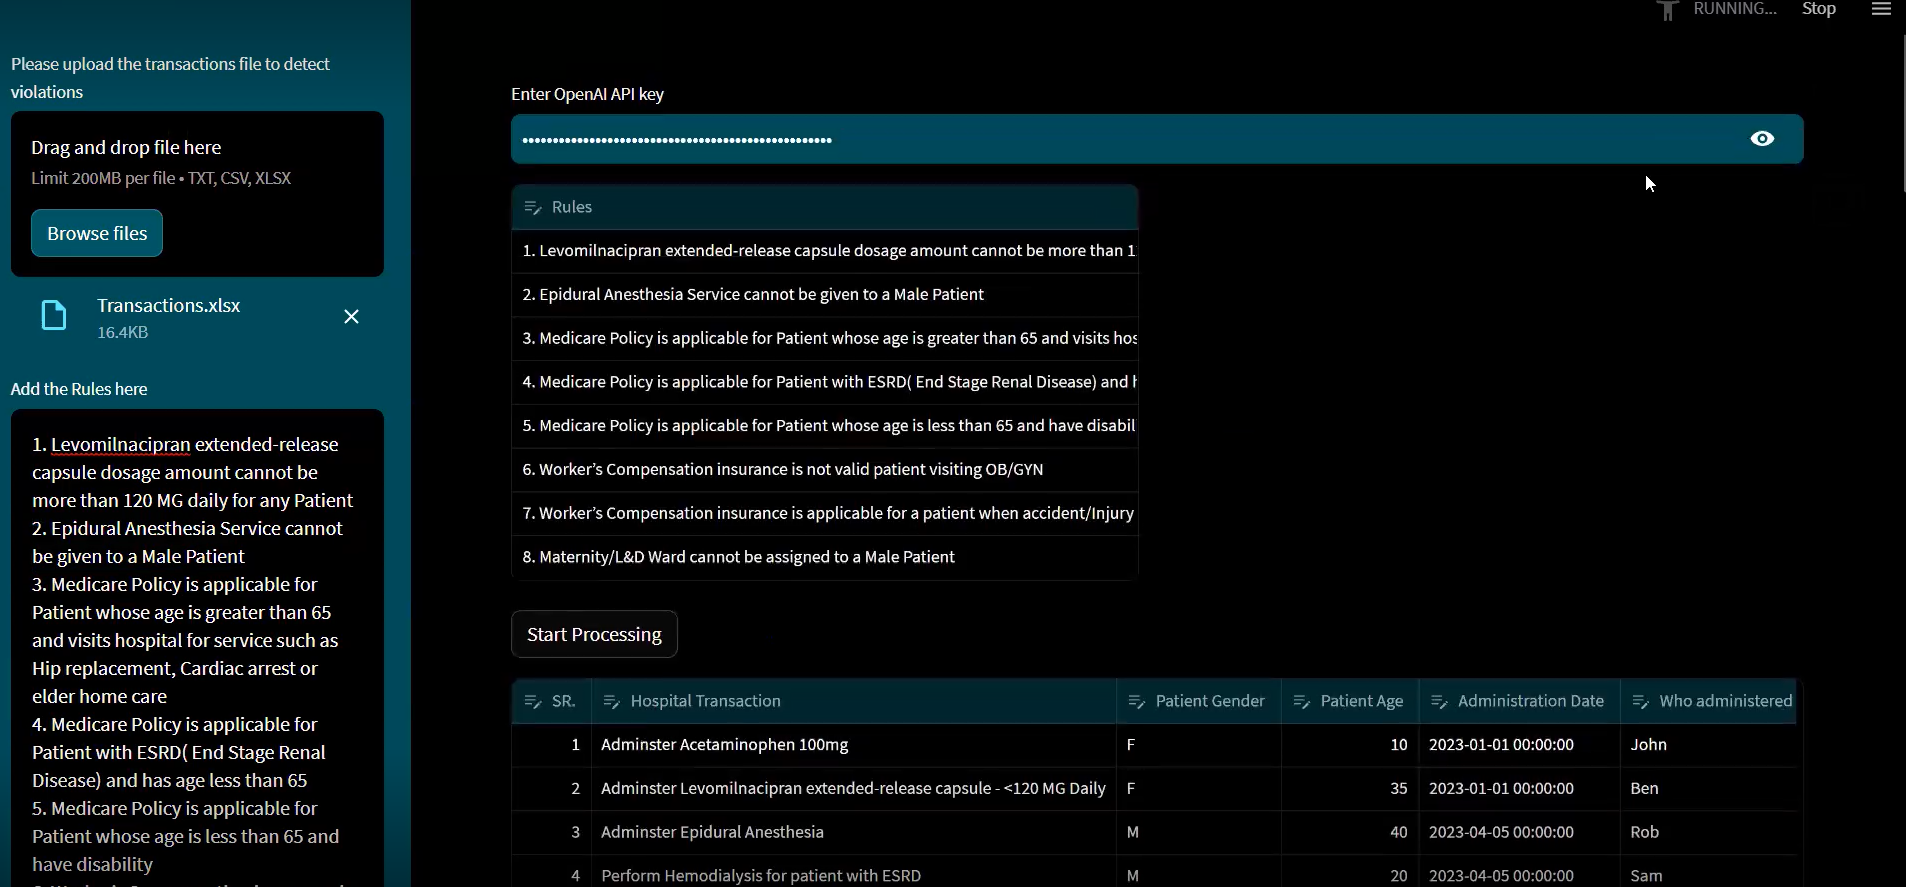 RUNNING...
Stop
Please upload the transactions file to detect
violations
Drag and drop file here
Limit 200MB per file • TXT, CSV, XLSX
Browse files
Transactions.xlsx
16.4KB
Add the Rules here
1. Levomilnacipran extended-release
capsule dosage amount cannot be
more than 120 MG daily for any Patient
2. Epidural Anesthesia Service cannot
be given to a Male Patient
3. Medicare Policy is applicable for
Patient whose age is greater than 65
and visits hospital for service such as
Hip replacement, Cardiac arrest or
elder home care
4. Medicare Policy is applicable for
Patient with ESRD( End Stage Renal
Disease) and has age less than 65
5. Medicare Policy is applicable for
Patient whose age is less than 65 and
have disability
Enter OpenAI API key
Rules
1. Levomilnacipran extended-release capsule dosage amount cannot be more than
2. Epidural Anesthesia Service cannot be given to a Male Patient
3. Medicare Policy is applicable for Patient whose age is greater than 65 and visits
4. Medicare Policy is applicable for Patient with ESRD( End Stage Renal Disease) and
5. Medicare Policy is applicable for Patient whose age is less than 65 and have
6. Worker’s Compensation insurance is not valid patient visiting OB/GYN
7. Worker’s Compensation insurance is applicable for a patient when accident/Injury
8. Maternity/L&D Ward cannot be assigned to a Male Patient
Start Processing
SR. Hospital Transaction Patient Gender Patient Age Administration Date Who administered
1 Adminster Acetaminophen 100mg F 10 2023-01-01 00:00:00 John
2 Adminster Levomilnacipran extended-release capsule - <120 MG Daily F 35 2023-01-01 00:00:00 Ben
3 Adminster Epidural Anesthesia M 40 2023-04-05 00:00:00 Rob
4 Perform Hemodialysis for patient with ESRD M 20 2023-04-05 00:00:00 Sam